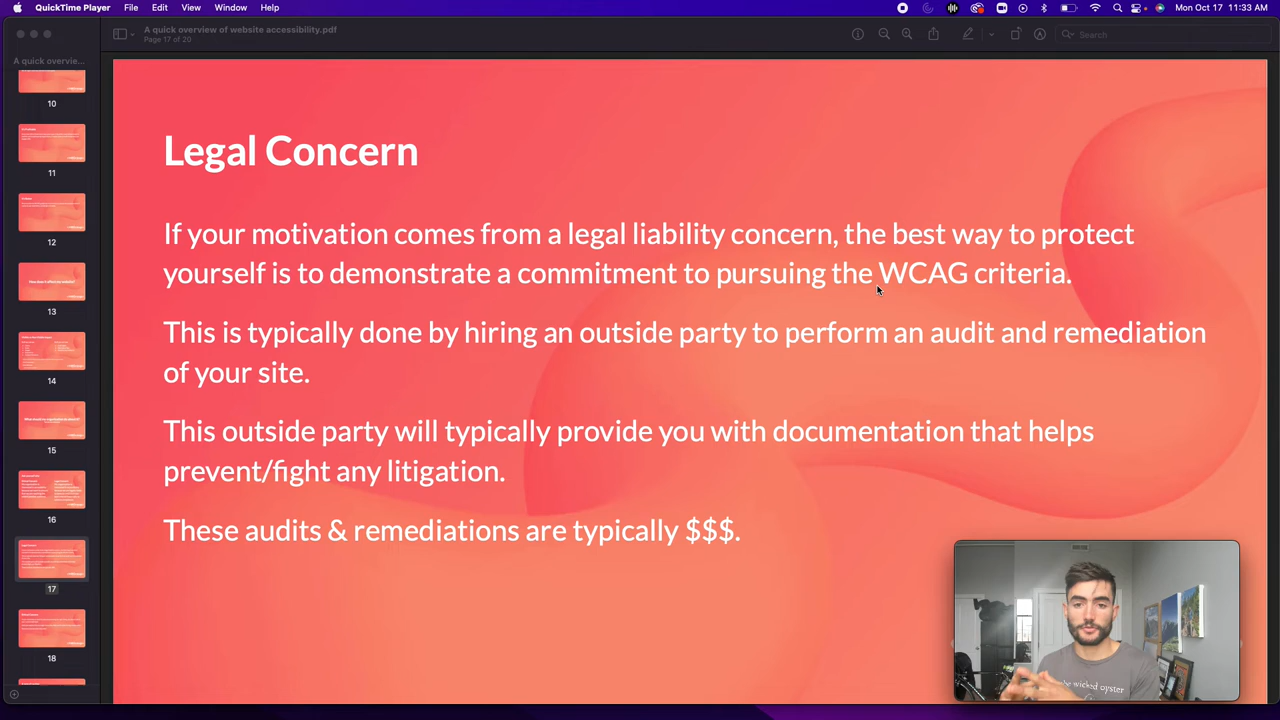 QuickTime Player File Edit View Window Help
Mon Oct 17 11:33 AM
A quick overview of website accessibility.pdf
Page 17 of 20
Search
A quick overvie...
10
11
12
13
14
15
16
17
18
Legal Concern
If your motivation comes from a legal liability concern, the best way to protect
yourself is to demonstrate a commitment to pursuing the WCAG criteria.
This is typically done by hiring an outside party to perform an audit and remediation
of your site.
This outside party will typically provide you with documentation that helps
prevent/fight any litigation.
These audits & remediations are typically $$$.
the wicked oyster